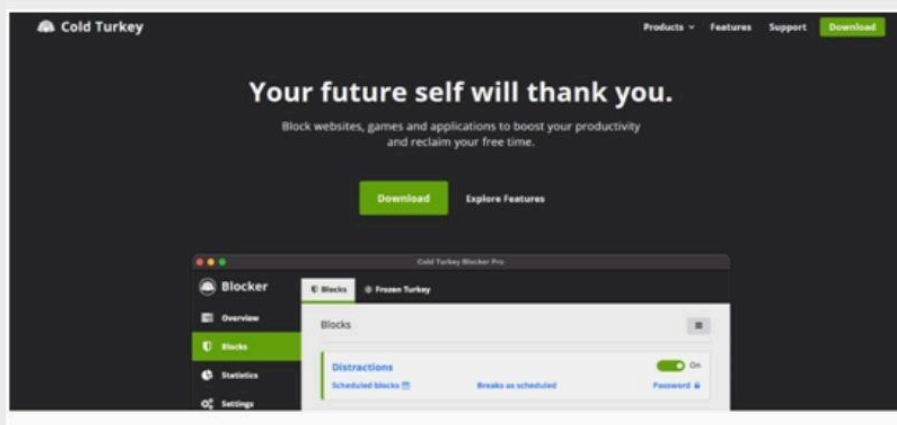 Cold Turkey
Products Features Support Download
Your future self will thank you.
Block websites, games and applications to boost your productivity
and reclaim your free time.
Download Explore Features
Cold Turkey Blocker Pro
Blocker Blocks Frozen Turkey
Overview
Blocks
Blocks
Distractions On
Statistics
Scheduled blocks Breaks as scheduled Password
Settings